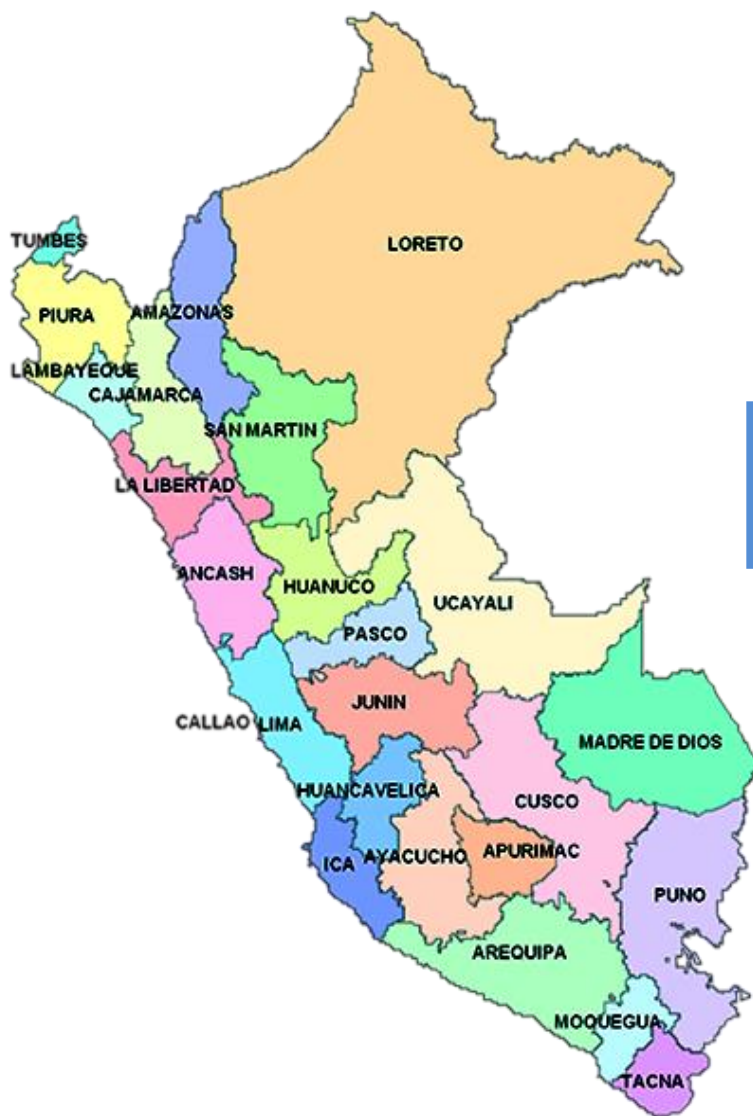 TUMBES
LORETO
PIURA
AMAZONAS
LAMBAYEQUE
CAJAMARCA
SAN MARTIN
LA LIBERTAD
ANCASH
HUANUCO
UCAYALI
PASCO
JUNIN
CALLAO
LIMA
MADRE DE DIOS
HUANCAVELICA
CUSCO
ICA
AYACUCHO
APURIMAC
PUNO
AREQUIPA
MOQUEGUA
TACNA